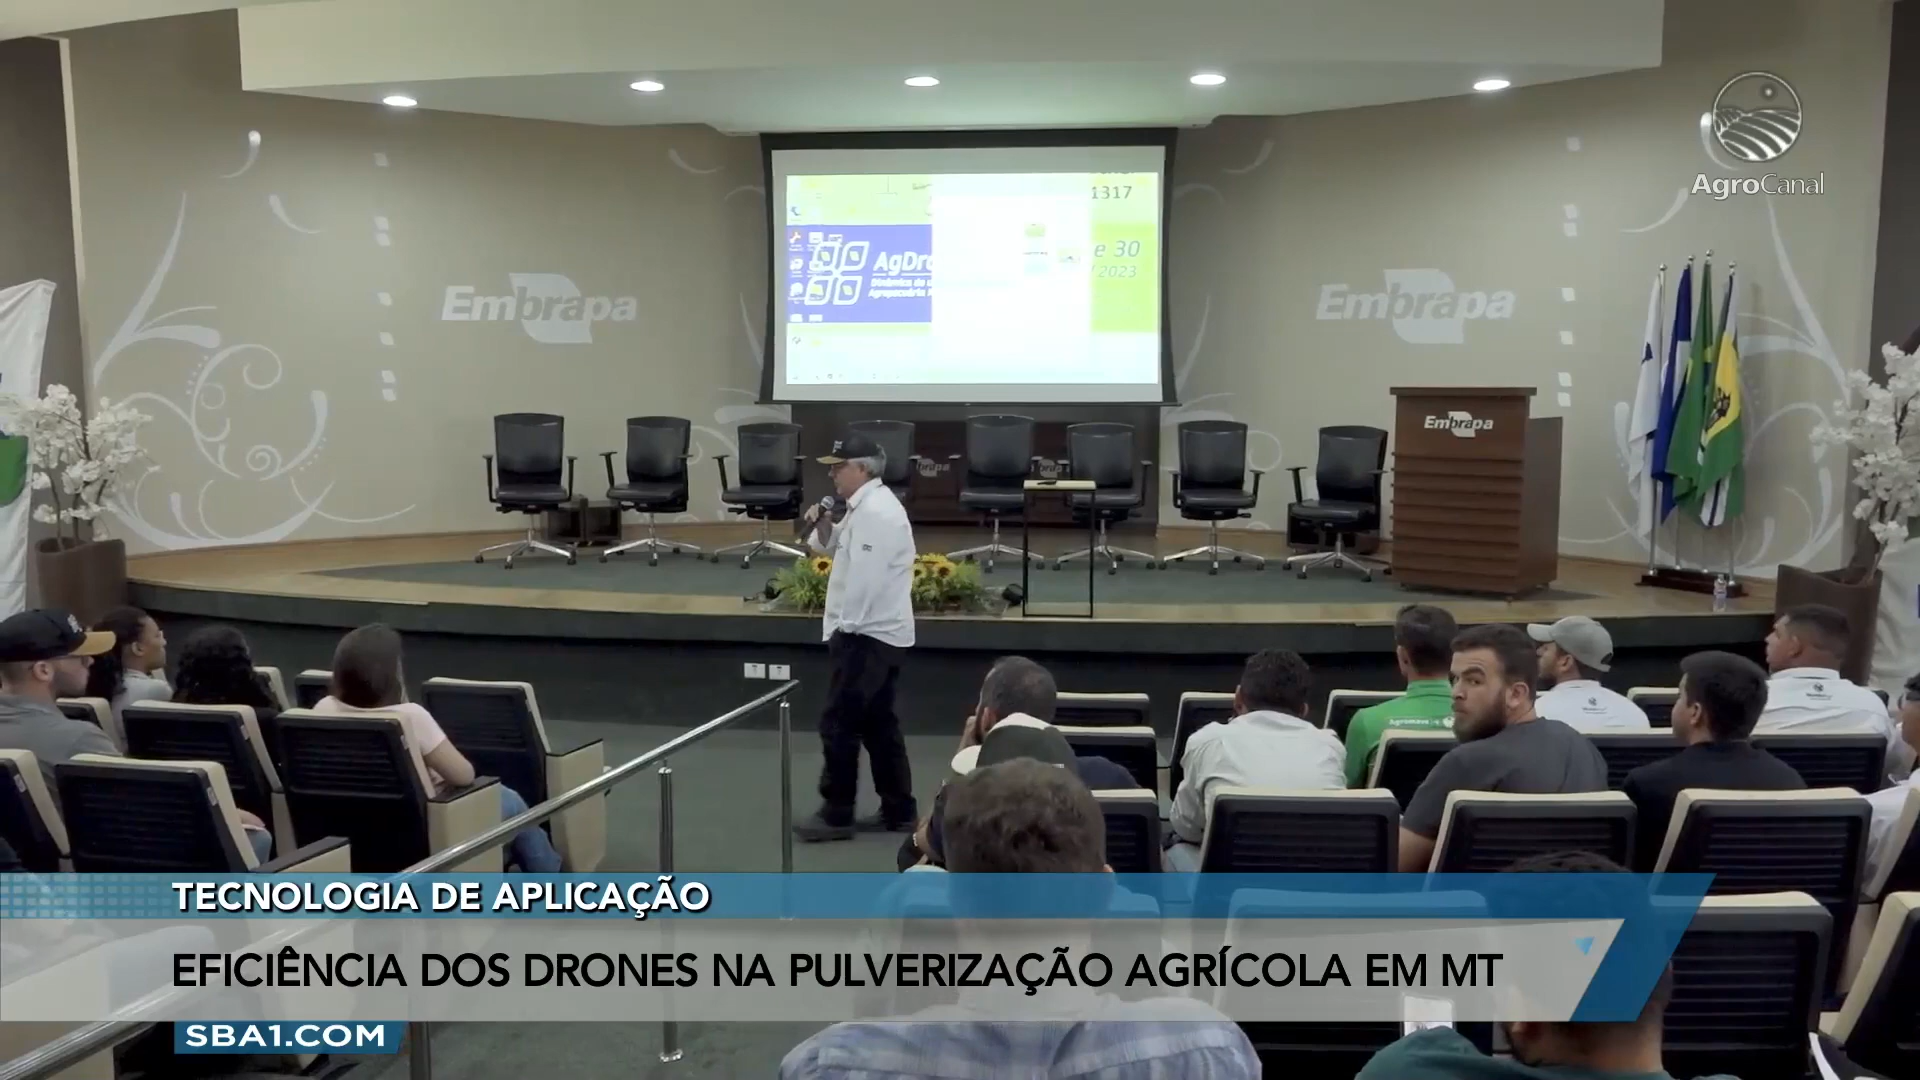 AgroCanal
1317
AgDro
e 30
2023
Embrapa
Embrapa
Embrapa
Embrapa
TECNOLOGIA DE APLICAÇÃO
EFICIÊNCIA DOS DRONES NA PULVERIZAÇÃO AGRÍCOLA EM MT
SBA1.COM